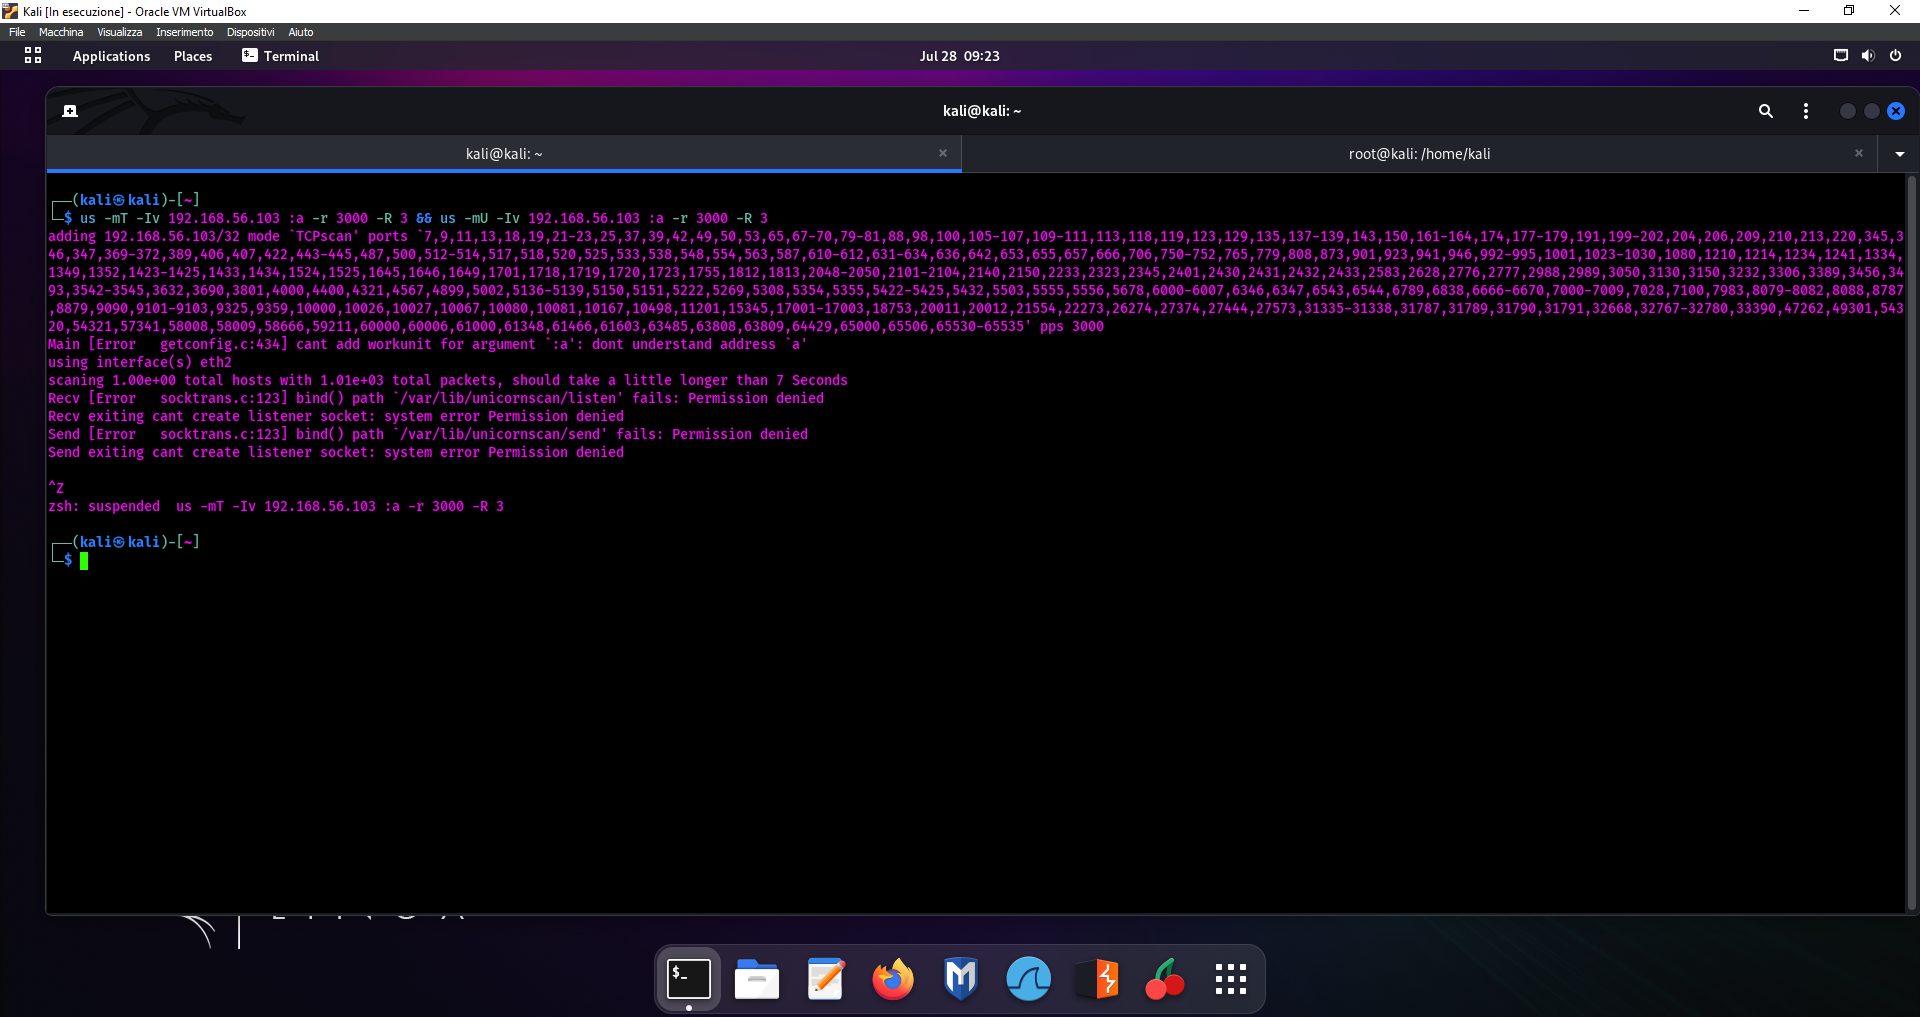 Kali [In esecuzione] - Oracle VM VirtualBox
File Macchina Visualizza Inserimento Dispositivi Aiuto
Applications Places Terminal Jul 28 09:23
kali@kali: ~
kali@kali: ~ root@kali: /home/kali
┌──(kali㉿kali)-[~]
└─$ us -mT -Iv 192.168.56.103 :a -r 3000 -R 3 && us -mU -Iv 192.168.56.103 :a -r 3000 -R 3
adding 192.168.56.103/32 mode `TCPscan' ports `7,9,11,13,18,19,21-23,25,37,39,42,49,50,53,65,67-70,79-81,88,98,100,105-107,109-111,113,118,119,123,129,135,137-139,143,150,161-164,174,177-179,191,199-202,204,206,209,210,213,220,345,3
46,347,369-372,389,406,407,422,443-445,487,500,512-514,517,518,520,525,533,538,548,554,563,587,610-612,631-634,636,642,653,655,657,666,706,750-752,765,779,808,873,901,923,941,946,992-995,1001,1023-1030,1080,1210,1214,1234,1241,1334,
1349,1352,1423-1425,1433,1434,1524,1525,1645,1646,1649,1701,1718,1719,1720,1723,1755,1812,1813,2048-2050,2101-2104,2140,2150,2233,2323,2345,2401,2430,2431,2432,2433,2583,2628,2776,2777,2988,2989,3050,3130,3150,3232,3306,3389,3456,34
93,3542-3545,3632,3690,3801,4000,4400,4321,4567,4899,5002,5136-5139,5150,5151,5222,5269,5308,5354,5355,5422-5425,5432,5503,5555,5556,5678,6000-6007,6346,6347,6543,6544,6789,6838,6666-6670,7000-7009,7028,7100,7983,8079-8082,8088,8787
,8879,9090,9101-9103,9325,9359,10000,10026,10027,10067,10080,10081,10167,10498,11201,15345,17001-17003,18753,20011,20012,21554,22273,26274,27374,27444,27573,31335-31338,31787,31789,31790,31791,32668,32767-32780,33390,47262,49301,543
20,54321,57341,58008,58009,58666,59211,60000,60006,61000,61348,61466,61603,63485,63808,63809,64429,65000,65506,65530-65535' pps 3000
Main [Error   getconfig.c:434] cant add workunit for argument `:a': dont understand address `a'
using interface(s) eth2
scaning 1.00e+00 total hosts with 1.01e+03 total packets, should take a little longer than 7 Seconds
Recv [Error   socktrans.c:123] bind() path `/var/lib/unicornscan/listen' fails: Permission denied
Recv exiting cant create listener socket: system error Permission denied
Send [Error   socktrans.c:123] bind() path `/var/lib/unicornscan/send' fails: Permission denied
Send exiting cant create listener socket: system error Permission denied
^Z
zsh: suspended  us -mT -Iv 192.168.56.103 :a -r 3000 -R 3
┌──(kali㉿kali)-[~]
└─$